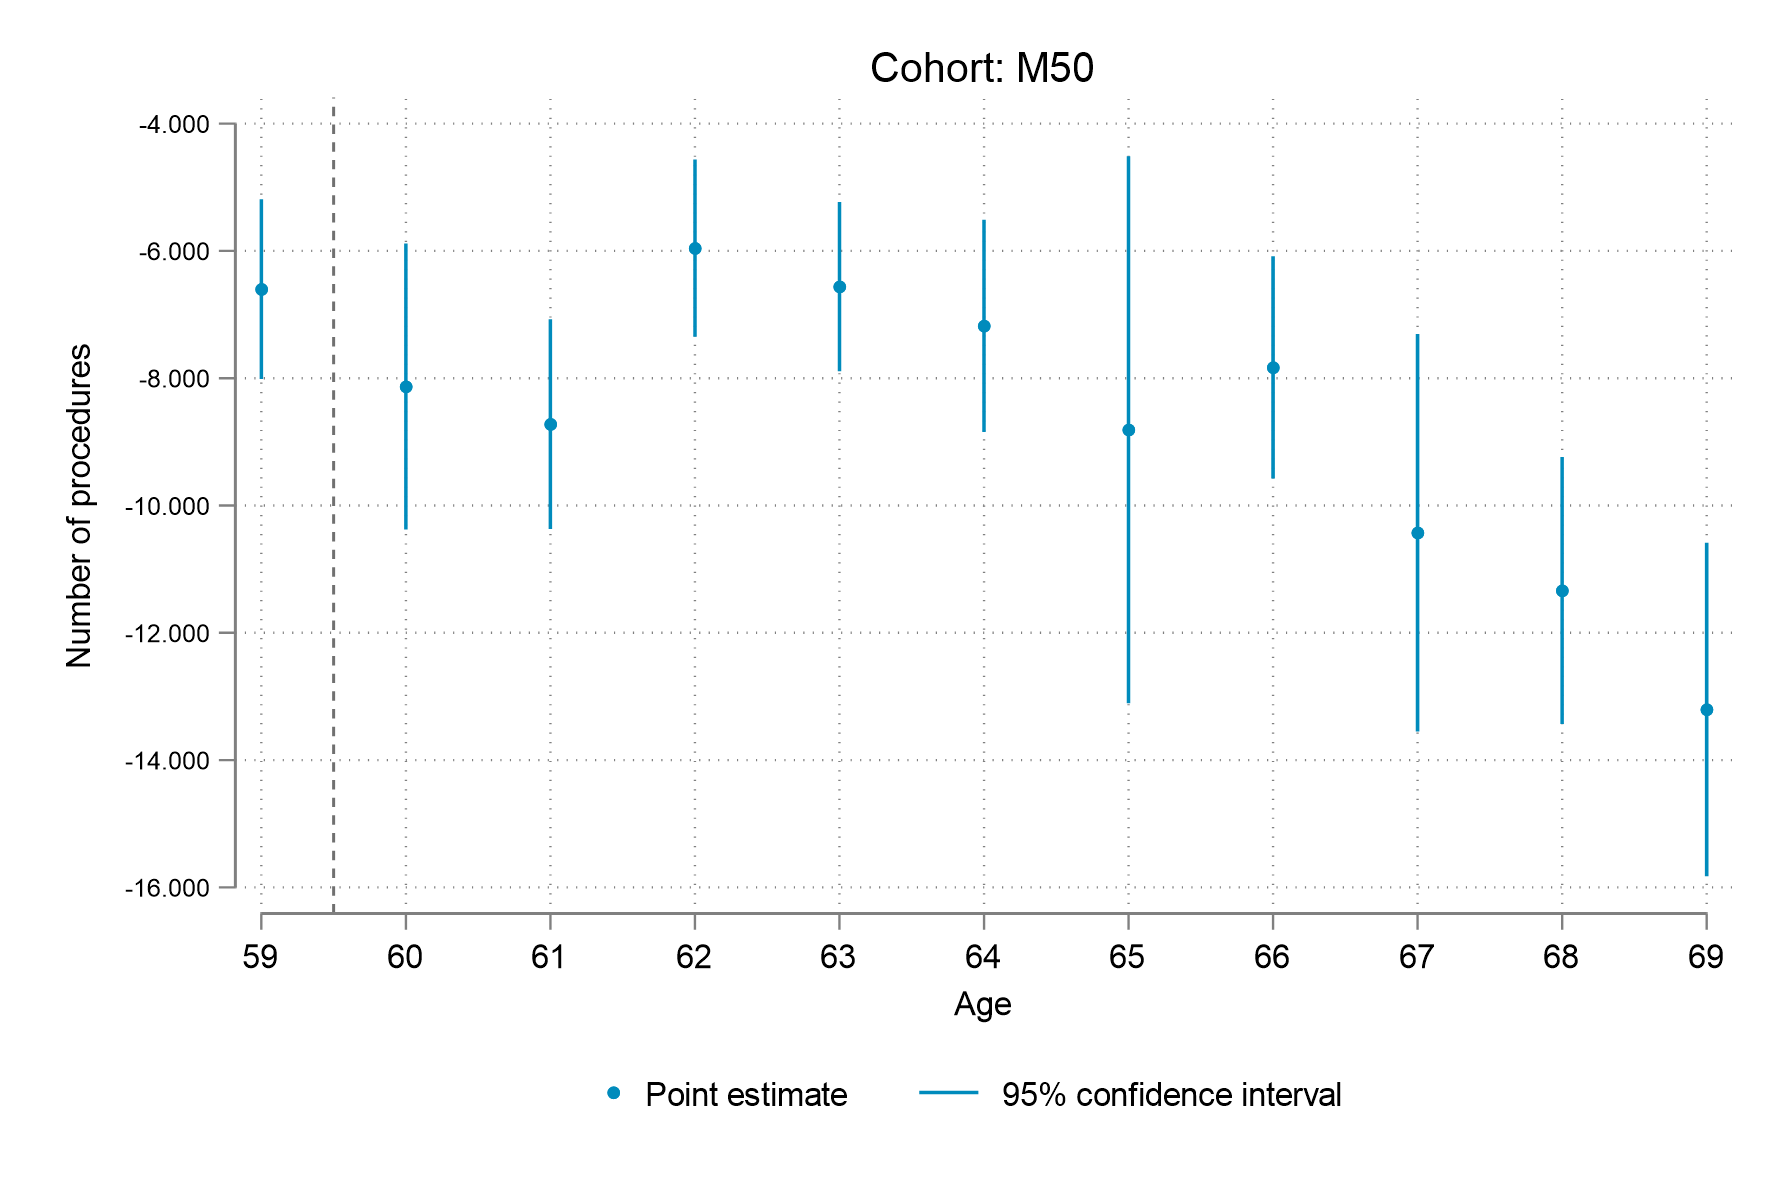 Cohort: M50
-4.000
-6.000
-8.000
-10.000
-12.000
-14.000
-16.000
Number of procedures
59 60 61 62 63 64 65 66 67 68 69
Age
Point estimate 95% confidence interval